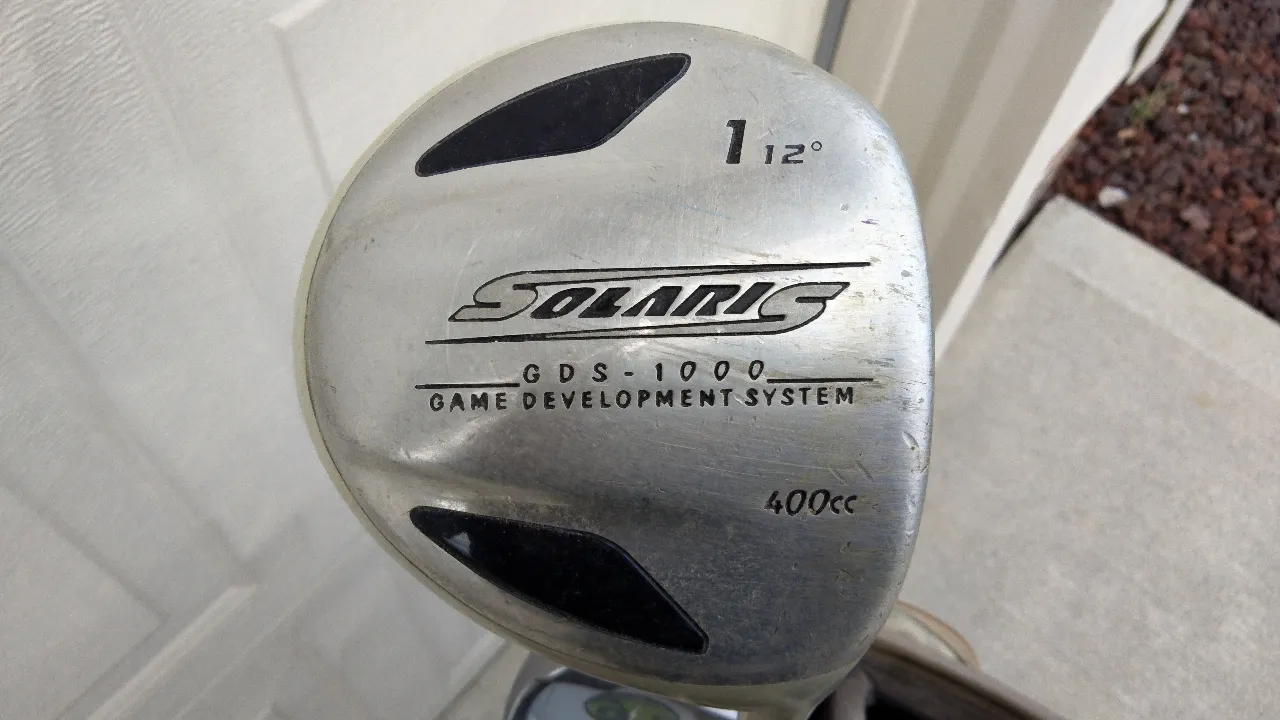 1 12°
SOLARIS
GDS-1000
GAME DEVELOPMENT SYSTEM
400cc